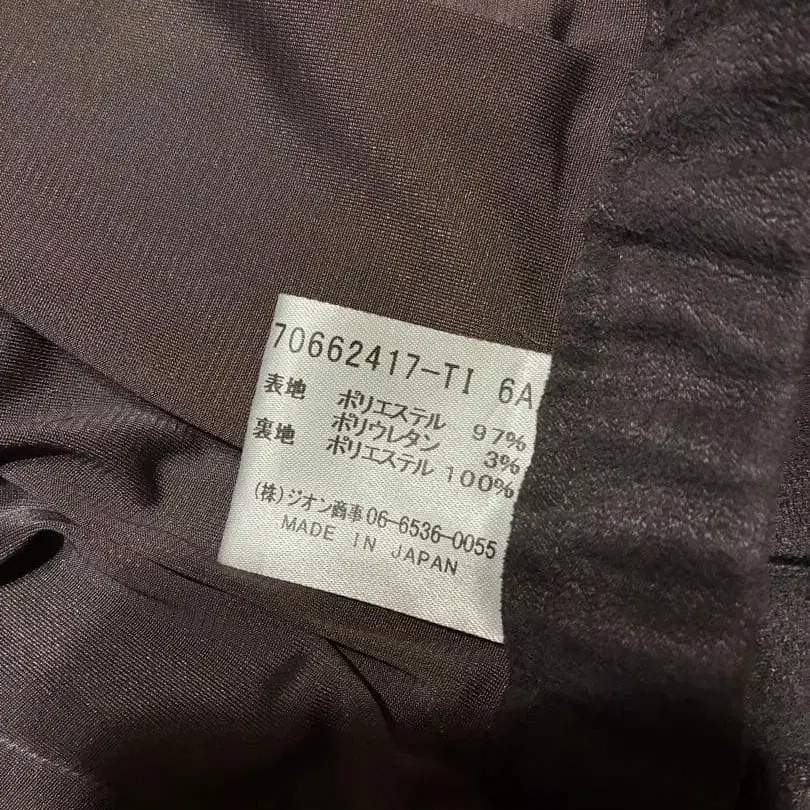 70662417-TI 6A
表地 ポリエステル 97%
ポリウレタン 3%
裏地 ポリエステル 100%
(株)ジオン商事 06-6536-0055
MADE IN JAPAN